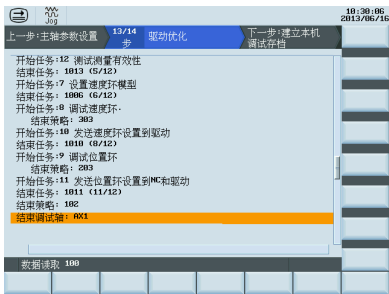 Jog
10:30:06
2013/06/16
上一步:主轴参数设置
13/14
步
驱动优化
下一步:建立本机
调试存档
开始任务:12 测试测量有效性
结束任务: 1013 (5/12)
开始任务:7 设置速度环模型
结束任务: 1006 (6/12)
开始任务:8 调试速度环·
结束策略: 303
开始任务:10 发送速度环设置到驱动
结束任务: 1010 (8/12)
开始任务:9 调试位置环
结束策略: 203
开始任务:11 发送位置环设置到NC和驱动
结束任务: 1011 (11/12)
结束策略: 102
结束调试轴: AX1
数据读取 100